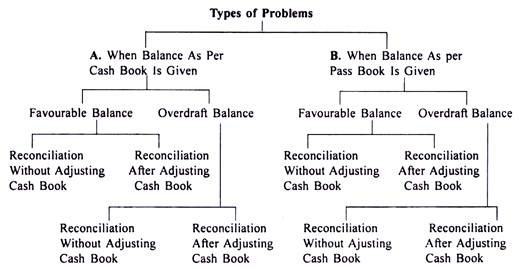 Types of Problems
A. When Balance As Per
Cash Book Is Given
B. When Balance As per
Pass Book Is Given
Favourable Balance
Overdraft Balance
Favourable Balance
Overdraft Balance
Reconciliation
Without Adjusting
Cash Book
Reconciliation
After Adjusting
Cash Book
Reconciliation
Without Adjusting
Cash Book
Reconciliation
After Adjusting
Cash Book
Reconciliation
Without Adjusting
Cash Book
Reconciliation
After Adjusting
Cash Book
Reconciliation
Without Ajusting
Cash Book
Reconciliation
After Adjusting
Cash Book